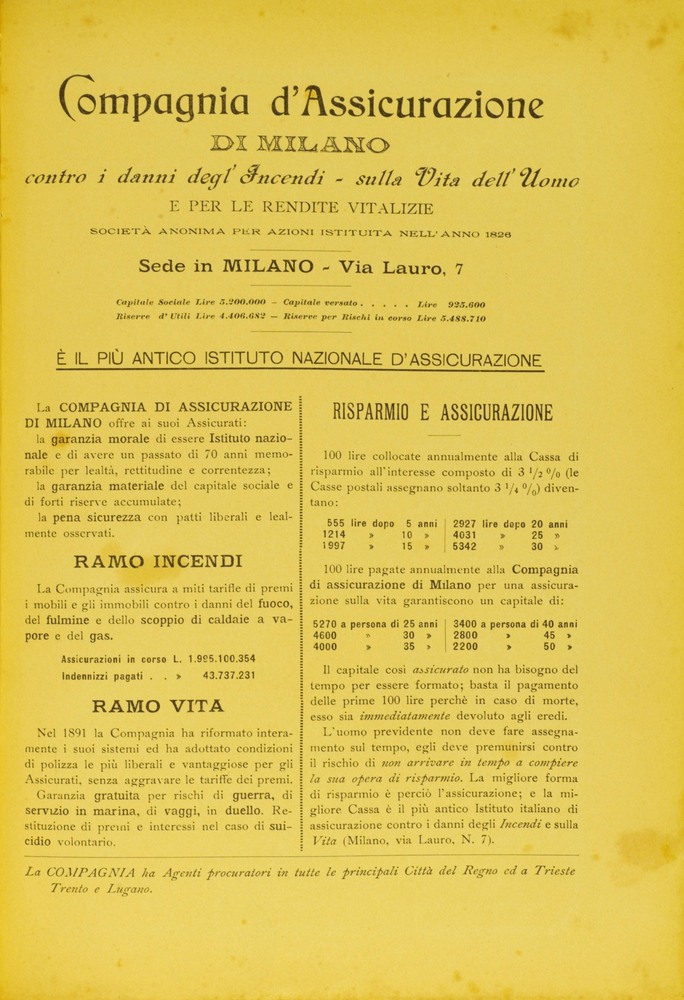 Compagnia d'Assicurazione
DI MILANO
contro i danni degl' Incendi - sulla Vita dell' Uomo
E PER LE RENDITE VITALIZIE
SOCIETÀ ANONIMA PER AZIONI ISTITUITA NELL'ANNO 1826
Sede in MILANO - Via Lauro, 7
Capitale Sociale Lire 5.200.000 – Capitale versato . . . . . Lire 925.600
Riserve d'Utili Lire 4.406.682 — Riserve per Rischi in corso Lire 5.488.710
È IL PIÙ ANTICO ISTITUTO NAZIONALE D'ASSICURAZIONE
La COMPAGNIA DI ASSICURAZIONE
DI MILANO offre ai suoi Assicurati:
la garanzia morale di essere Istituto nazio-
nale e di avere un passato di 70 anni memo-
rabile per lealtà, rettitudine e correntezza;
la garanzia materiale del capitale sociale e
di forti riserve accumulate;
la pena sicurezza con patti liberali e leal-
mente osservati.
RAMO INCENDI
La Compagnia assicura a miti tariffe di premi
i mobili e gli immobili contro i danni del fuoco,
del fulmine e dello scoppio di caldaie a va-
pore e del gas.
Assicurazioni in corso L. 1.995.100.354
Indennizzi pagati . . » 43.737.231
RAMO VITA
Nel 1891 la Compagnia ha riformato intera-
mente i suoi sistemi ed ha adottato condizioni
di polizza le più liberali e vantaggiose per gli
Assicurati, senza aggravare le tariffe dei premi.
Garanzia gratuita per rischi di guerra, di
servizio in marina, di vaggi, in duello. Re-
stituzione di premi e interessi nel caso di sui-
cidio volontario.
RISPARMIO E ASSICURAZIONE
100 lire collocate annualmente alla Cassa di
risparmio all'interesse composto di 3 1/2 % (le
Casse postali assegnano soltanto 3 1/4 %) diven-
tano:
555 lire dopo 5 anni | 2927 lire dopo 20 anni
1214 » 10 » | 4031 » 25 »
1997 » 15 » | 5342 » 30 »
100 lire pagate annualmente alla Compagnia
di assicurazione di Milano per una assicura-
zione sulla vita garantiscono un capitale di:
5270 a persona di 25 anni | 3400 a persona di 40 anni
4600 » 30 » | 2800 » 45 »
4000 » 35 » | 2200 » 50 »
Il capitale così assicurato non ha bisogno del
tempo per essere formato; basta il pagamento
delle prime 100 lire perchè in caso di morte,
esso sia immediatamente devoluto agli eredi.
L'uomo previdente non deve fare assegna-
mento sul tempo, egli deve premunirsi contro
il rischio di non arrivare in tempo a compiere
la sua opera di risparmio. La migliore forma
di risparmio è perciò l'assicurazione; e la mi-
gliore Cassa è il più antico Istituto italiano di
assicurazione contro i danni degli Incendi e sulla
Vita (Milano, via Lauro, N. 7).
La COMPAGNIA ha Agenti procuratori in tutte le principali Città del Regno ed a Trieste
Trento e Lugano.